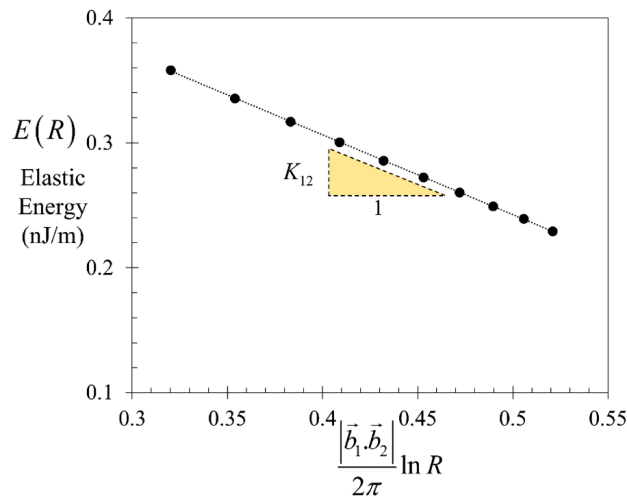 0.4
E(R)
Elastic
Energy
(nJ/m)
0.3
0.2
0.1
K₁₂
1
0.3 0.35 0.4 0.45 0.5 0.55
|b⃗₁.b⃗₂|
2π
ln R